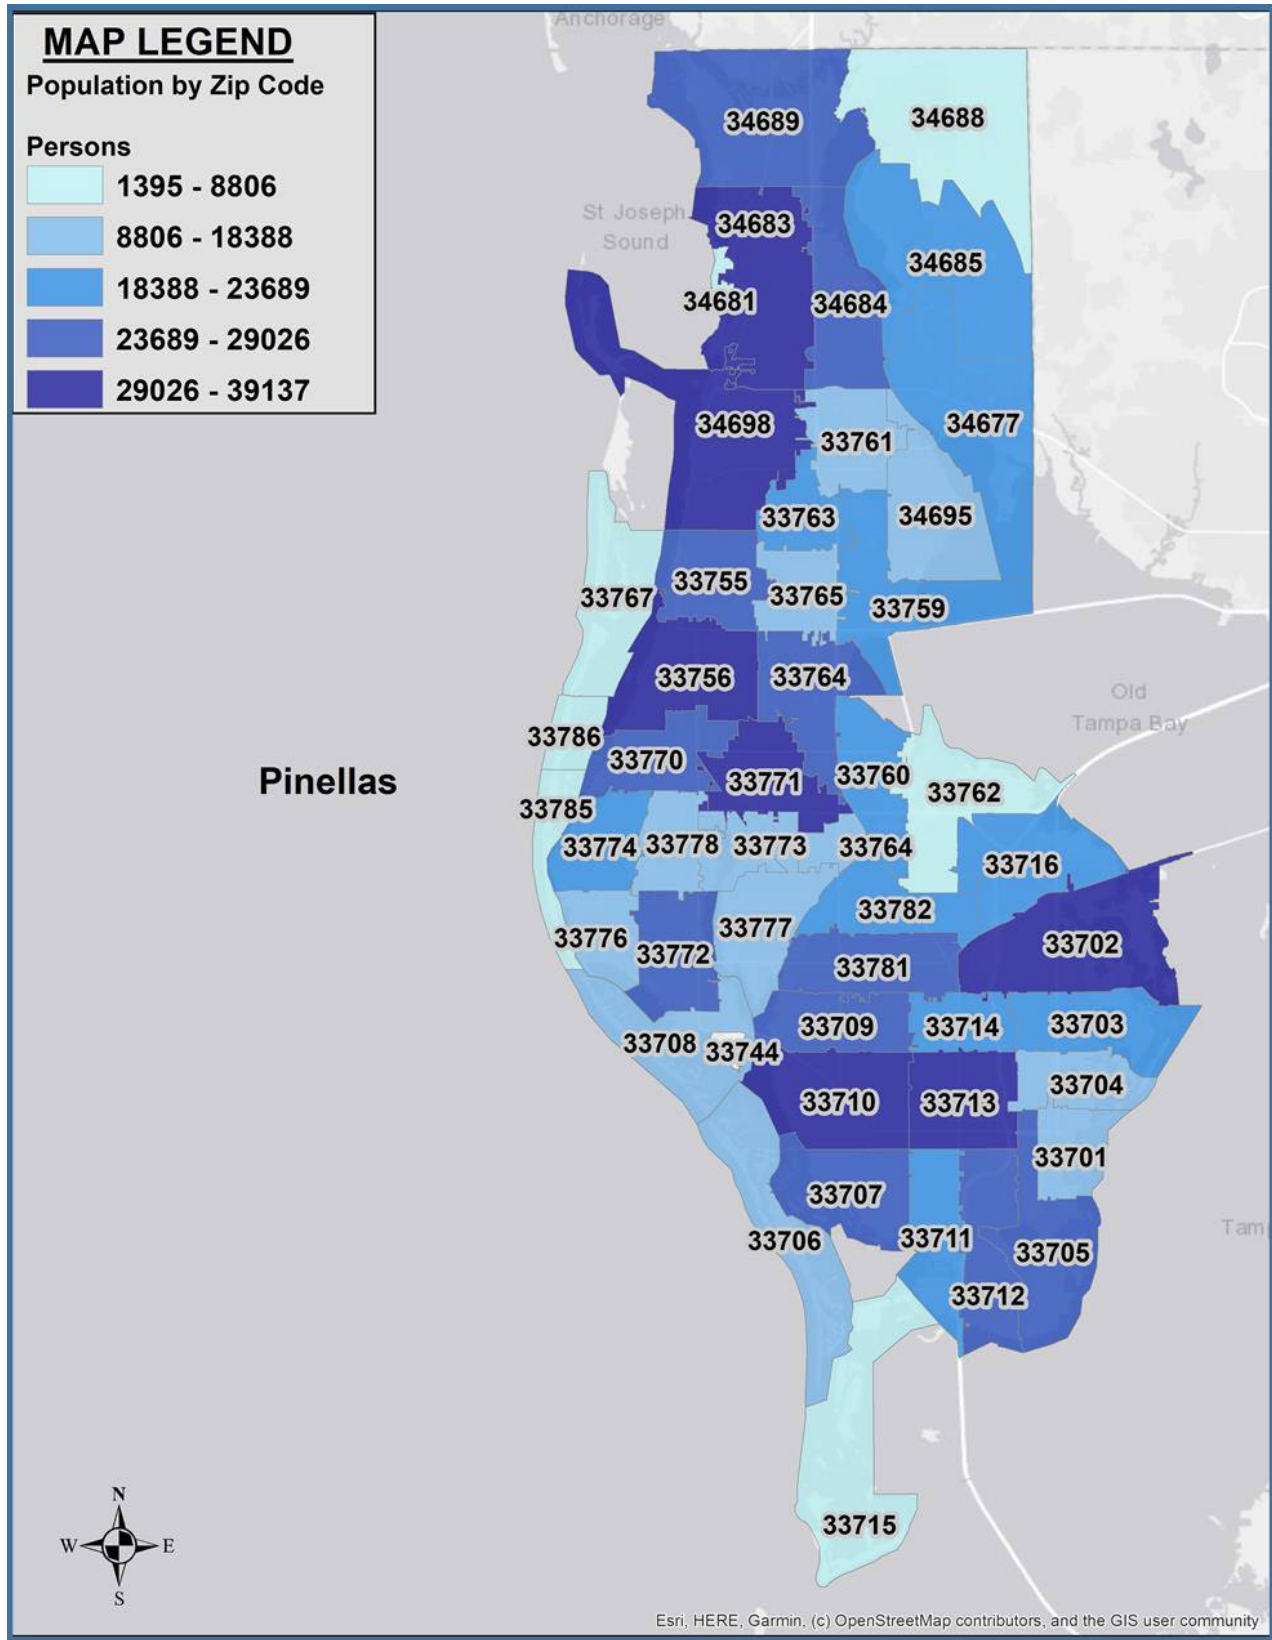 MAP LEGEND
Population by Zip Code
Persons
1395 - 8806
8806 - 18388
18388 - 23689
23689 - 29026
29026 - 39137
Anchorage
34689
34688
St Joseph
Sound
34683
34685
34681
34684
34698
33761
34677
33763
34695
33755
33767
33765
33759
33756
33764
Old
Tampa Bay
33786
33770
Pinellas
33771
33760
33762
33785
33774
33778
33773
33764
33716
33782
33776
33777
33772
33702
33781
33709
33714
33703
33708
33744
33710
33713
33704
33701
33707
33706
33711
33705
Tam
33712
33715
N
W
E
S
Esri, HERE, Garmin, (c) OpenStreetMap contributors, and the GIS user community